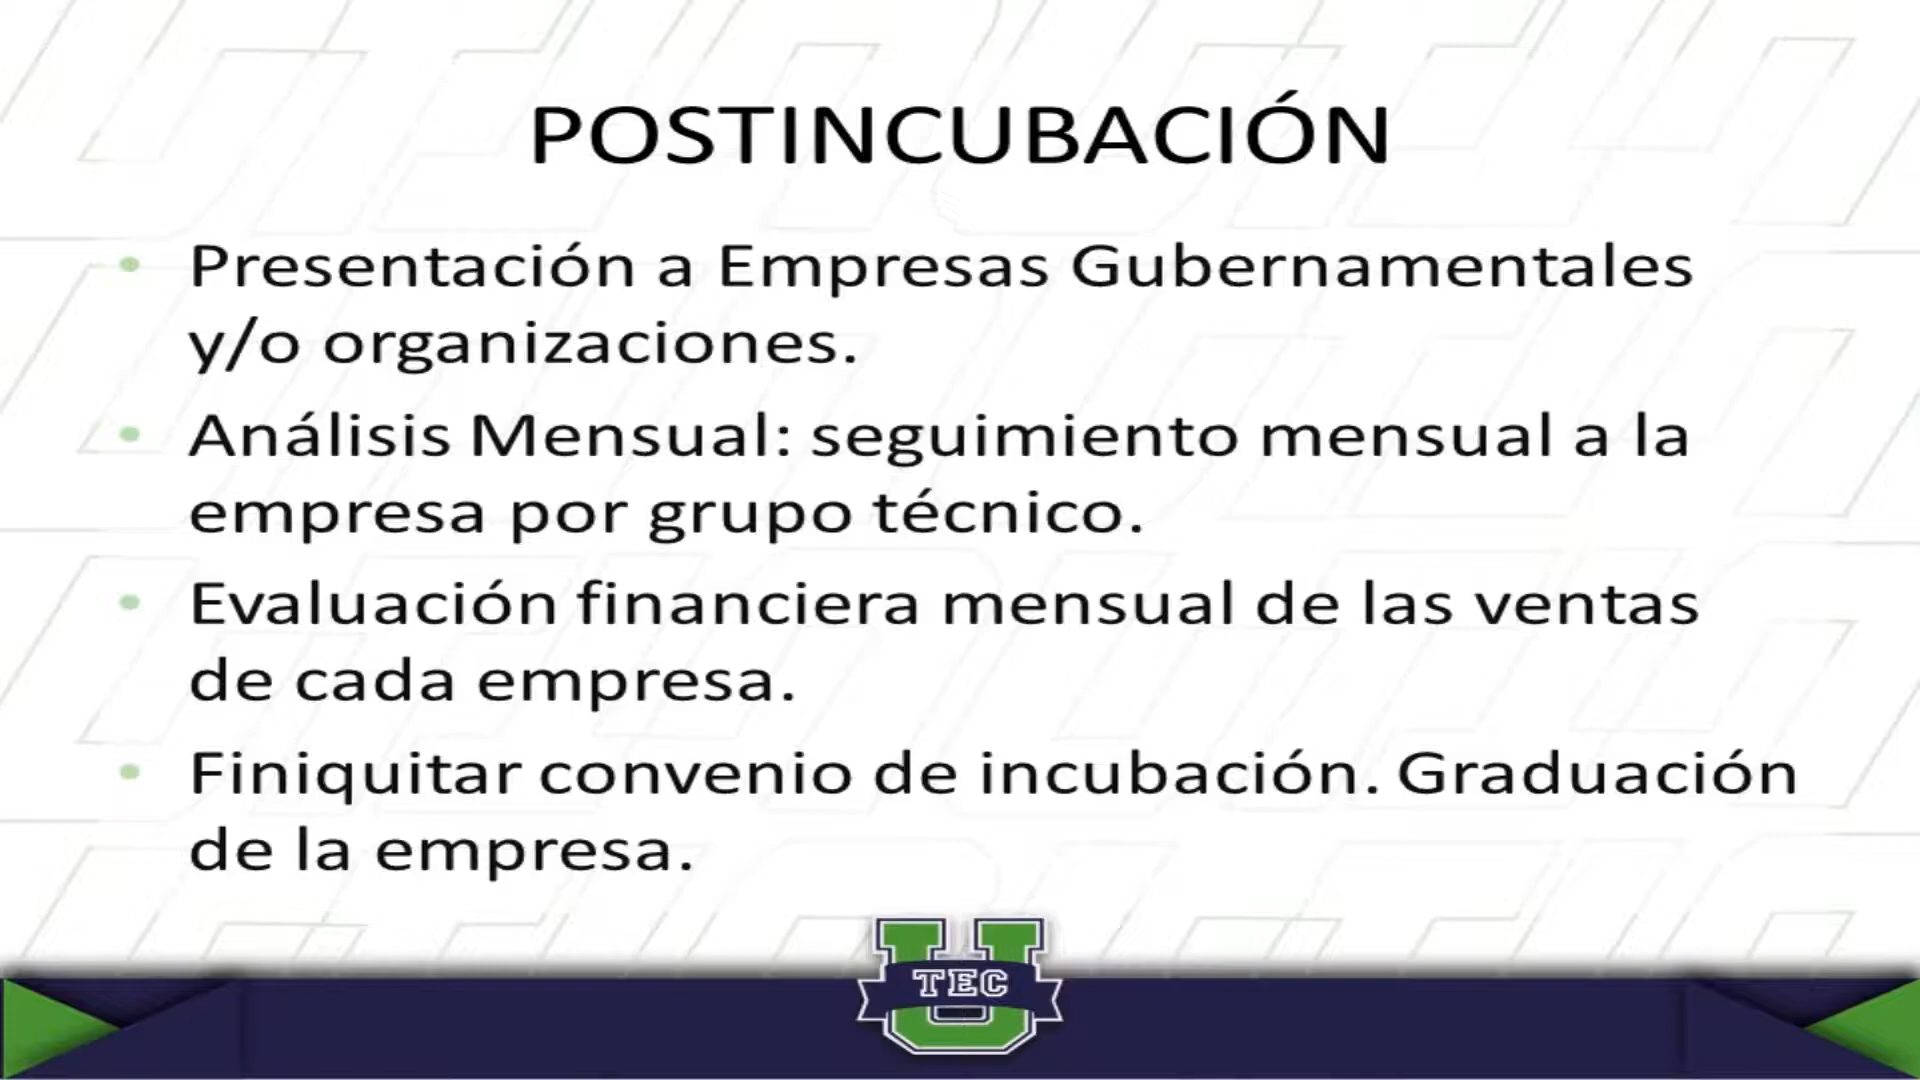 POSTINCUBACIÓN
• Presentación a Empresas Gubernamentales
y/o organizaciones.
• Análisis Mensual: seguimiento mensual a la
empresa por grupo técnico.
• Evaluación financiera mensual de las ventas
de cada empresa.
• Finiquitar convenio de incubación. Graduación
de la empresa.
U
TEC